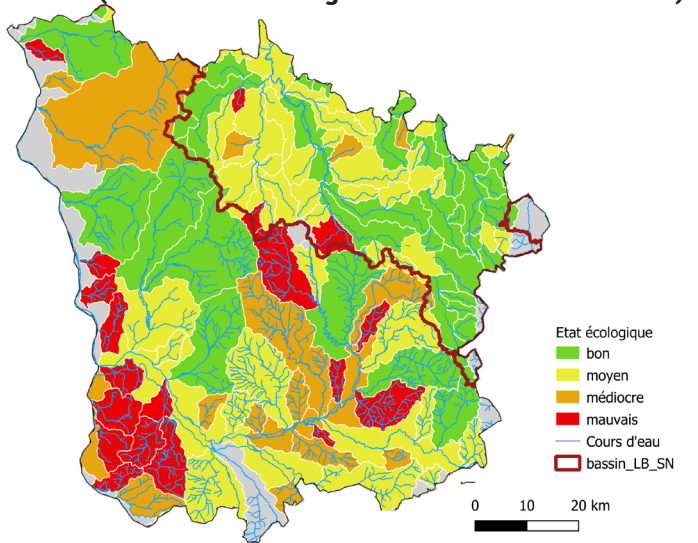 Etat écologique
bon
moyen
médiocre
mauvais
Cours d'eau
bassin_LB_SN
0 10 20 km